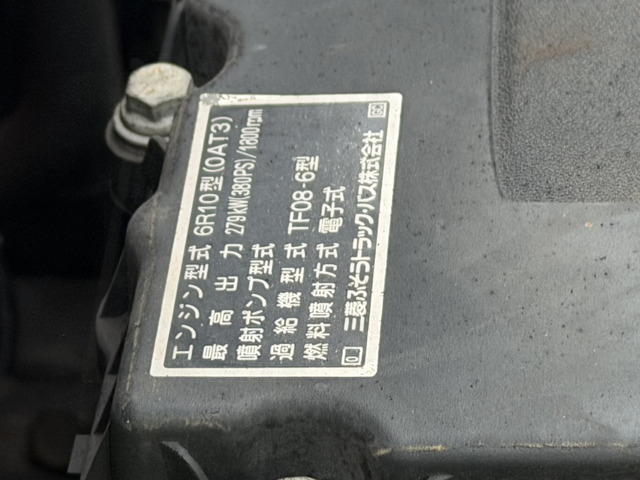 エンジン型式 6R10型(0AT3)
最高出力 279kW(380PS)/1800rpm
噴射ポンプ型式
過給機型式 TF08-6型
燃料噴射方式 電子式
三菱ふそうトラック・バス株式会社